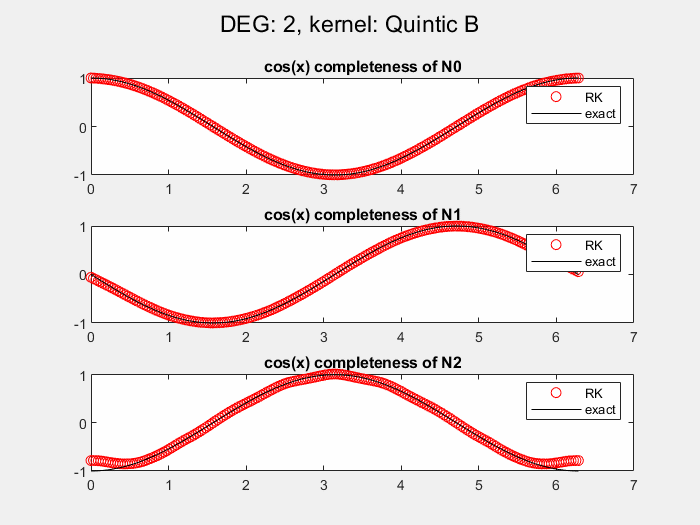 DEG: 2, kernel: Quintic B
cos(x) completeness of N0
1
0
-1
0 1 2 3 4 5 6 7
RK
exact
cos(x) completeness of N1
1
0
-1
0 1 2 3 4 5 6 7
RK
exact
cos(x) completeness of N2
1
0
-1
0 1 2 3 4 5 6 7
RK
exact